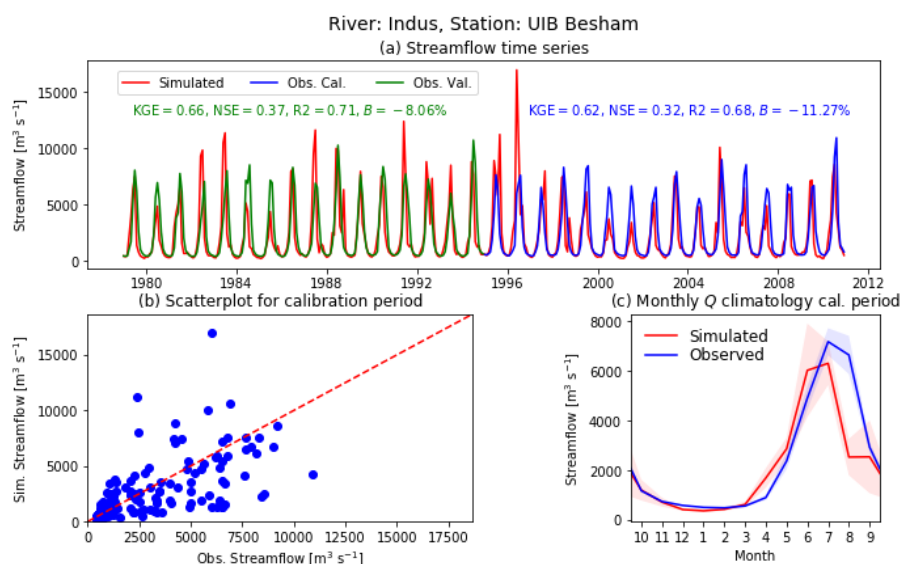 River: Indus, Station: UIB Besham
(a) Streamflow time series
Simulated Obs. Cal. Obs. Val.
KGE = 0.66, NSE = 0.37, R2 = 0.71, B = −8.06%
KGE = 0.62, NSE = 0.32, R2 = 0.68, B = −11.27%
Streamflow [m³ s⁻¹]
15000
10000
5000
0
1980 1984 1988 1992 1996 2000 2004 2008 2012
(b) Scatterplot for calibration period
Sim. Streamflow [m³ s⁻¹]
15000
10000
5000
0
0 2500 5000 7500 10000 12500 15000 17500
Obs. Streamflow [m³ s⁻¹]
(c) Monthly Q climatology cal. period
Simulated
Observed
Streamflow [m³ s⁻¹]
8000
6000
4000
2000
0
10 11 12 1 2 3 4 5 6 7 8 9
Month